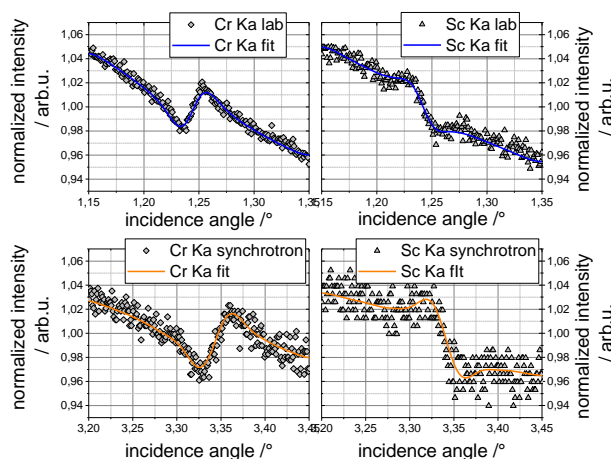 Cr Ka lab
Cr Ka fit
Sc Ka lab
Sc Ka fit
normalized intensity
/ arb.u.
1,06
1,04
1,02
1,00
0,98
0,96
0,94
1,15 1,20 1,25 1,30 1,35
incidence angle /°
1,15 1,20 1,25 1,30 1,35
incidence angle /°
1,06
1,04
1,02
1,00
0,98
0,96
0,94
normalized intensity
/ arb.u.
Cr Ka synchrotron
Cr Ka fit
Sc Ka synchrotron
Sc Ka fIt
normalized intensity
/ arb.u.
1,06
1,04
1,02
1,00
0,98
0,96
0,94
3,20 3,25 3,30 3,35 3,40 3,45
incidence angle /°
3,25 3,30 3,35 3,40 3,45
incidence angle /°
1,06
1,04
1,02
1,00
0,98
0,96
0,94
normalized intensity
/ arb.u.